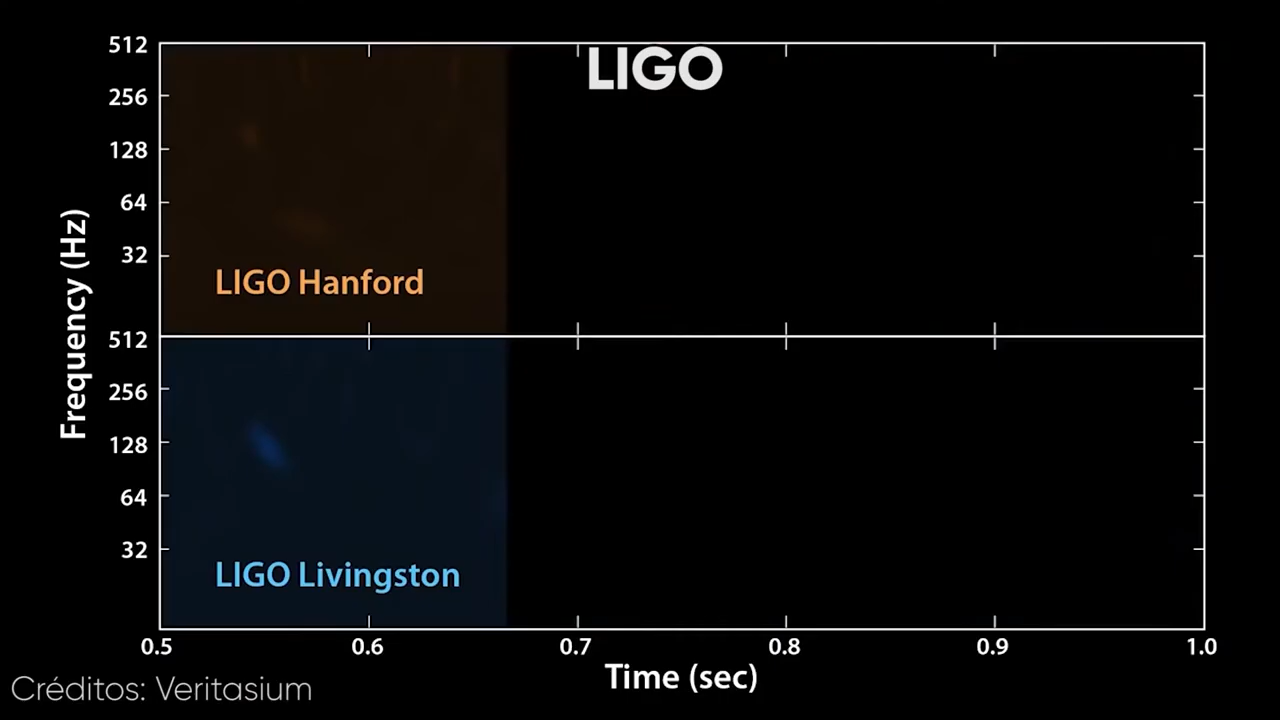 LIGO
512
256
128
64
32
LIGO Hanford
Frequency (Hz)
512
256
128
64
32
LIGO Livingston
0.5 0.6 0.7 0.8 0.9 1.0
Time (sec)
Créditos: Veritasium